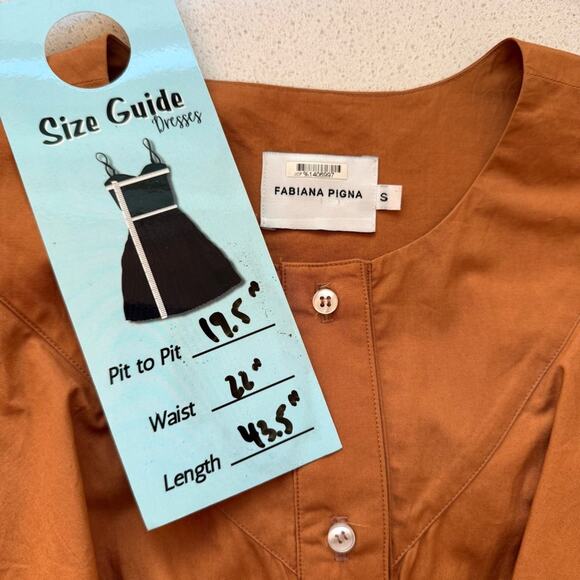 Size Guide
Dresses
Pit to Pit 19.5"
Waist 22"
Length 43.5"
FABIANA PIGNA
S